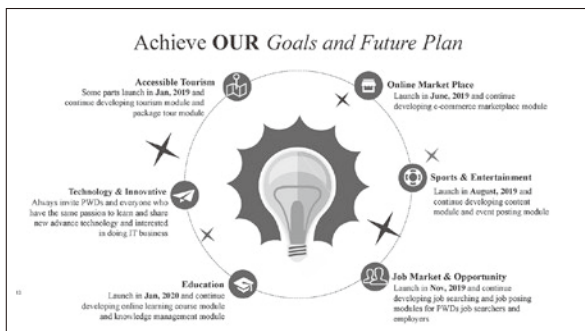 Achieve OUR Goals and Future Plan
Accessible Tourism
Some parts launch in Jan, 2019 and
continue developing tourism module and
package tour module
Online Market Place
Launch in June, 2019 and continue
developing e-commerce marketplace module
Technology & Innovative
Always invite PWDs and everyone who
have the same passion to learn and share
new advance technology and interested
in doing IT business
Sports & Entertainment
Launch in August, 2019 and
continue developing content
module and event posting module
Education
Launch in Jan, 2020 and continue
developing online learning course module
and knowledge management module
Job Market & Opportunity
Launch in Nov, 2019 and continue
developing job searching and job posing
modules for PWDs job searchers and
employers